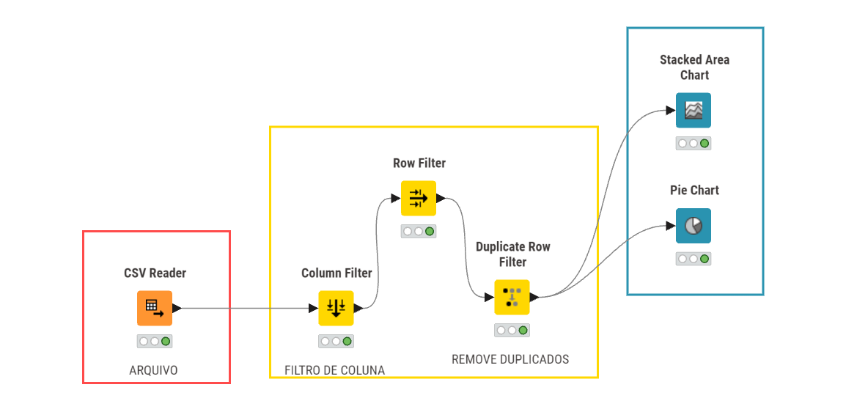 Stacked Area
Chart
Row Filter
Pie Chart
Duplicate Row
Filter
CSV Reader
Column Filter
REMOVE DUPLICADOS
ARQUIVO
FILTRO DE COLUNA